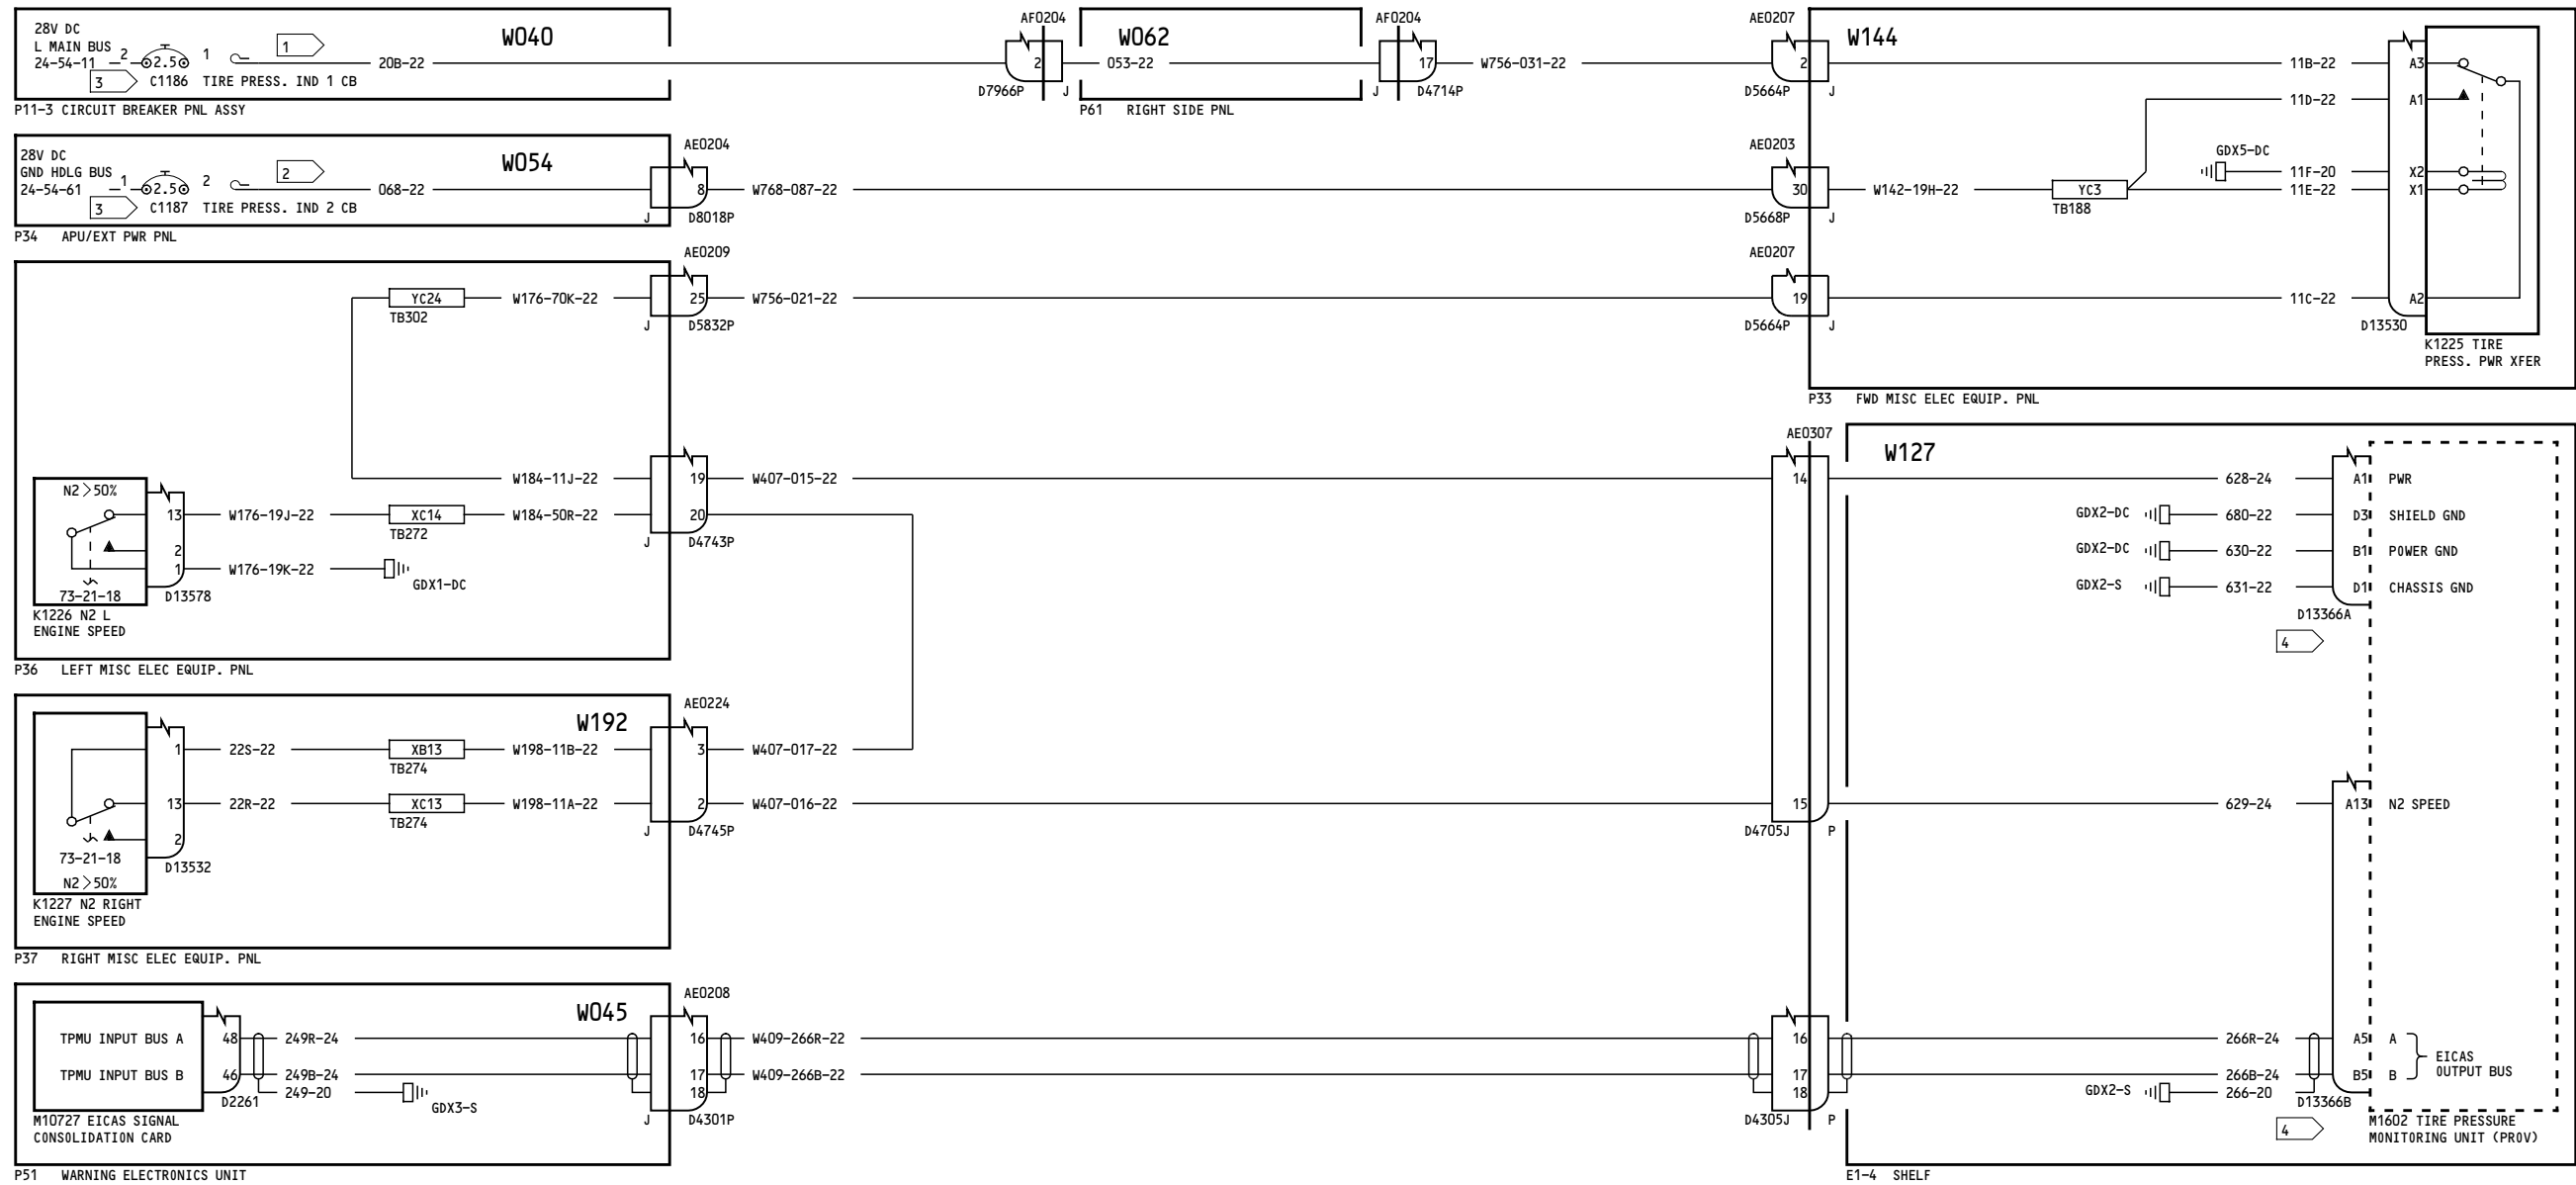 28V DC
L MAIN BUS
24-54-11
2
2.5
1
1
W040
20B-22
3
C1186 TIRE PRESS. IND 1 CB
P11-3 CIRCUIT BREAKER PNL ASSY
AF0204
2
D7966P
J
W062
053-22
P61 RIGHT SIDE PNL
AF0204
17
J
D4714P
W756-031-22
AE0207
2
D5664P
J
W144
11B-22
A3
11D-22
A1
28V DC
GND HDLG BUS
24-54-61
1
2.5
2
2
W054
068-22
3
C1187 TIRE PRESS. IND 2 CB
P34 APU/EXT PWR PNL
AE0204
8
J
D8018P
W768-087-22
AE0203
30
D5668P
J
W142-19H-22
YC3
TB188
GDX5-DC
11F-20
X2
11E-22
X1
YC24
TB302
W176-70K-22
AE0209
25
J
D5832P
W756-021-22
AE0207
19
D5664P
J
11C-22
A2
D13530
K1225 TIRE
PRESS. PWR XFER
P33 FWD MISC ELEC EQUIP. PNL
N2>50%
73-21-18
K1226 N2 L
ENGINE SPEED
13
2
1
D13578
W176-19J-22
XC14
TB272
W184-11J-22
W184-50R-22
W176-19K-22
GDX1-DC
19
20
J
D4743P
W407-015-22
P36 LEFT MISC ELEC EQUIP. PNL
AE0307
14
15
D4705J
P
W127
628-24
A1
PWR
GDX2-DC
680-22
D3
SHIELD GND
GDX2-DC
630-22
B1
POWER GND
GDX2-S
631-22
D1
CHASSIS GND
D13366A
4
73-21-18
N2>50%
K1227 N2 RIGHT
ENGINE SPEED
1
13
2
D13532
22S-22
XB13
TB274
W198-11B-22
22R-22
XC13
TB274
W198-11A-22
W192
AE0224
3
2
J
D4745P
W407-017-22
W407-016-22
629-24
A13
N2 SPEED
P37 RIGHT MISC ELEC EQUIP. PNL
TPMU INPUT BUS A
TPMU INPUT BUS B
48
46
D2261
M10727 EICAS SIGNAL
CONSOLIDATION CARD
249R-24
249B-24
249-20
GDX3-S
W045
AE0208
16
17
18
J
D4301P
W409-266R-22
W409-266B-22
P51 WARNING ELECTRONICS UNIT
16
17
18
D4305J
P
266R-24
A5
A
266B-24
B5
B
EICAS
OUTPUT BUS
GDX2-S
266-20
D13366B
4
M1602 TIRE PRESSURE
MONITORING UNIT (PROV)
E1-4 SHELF